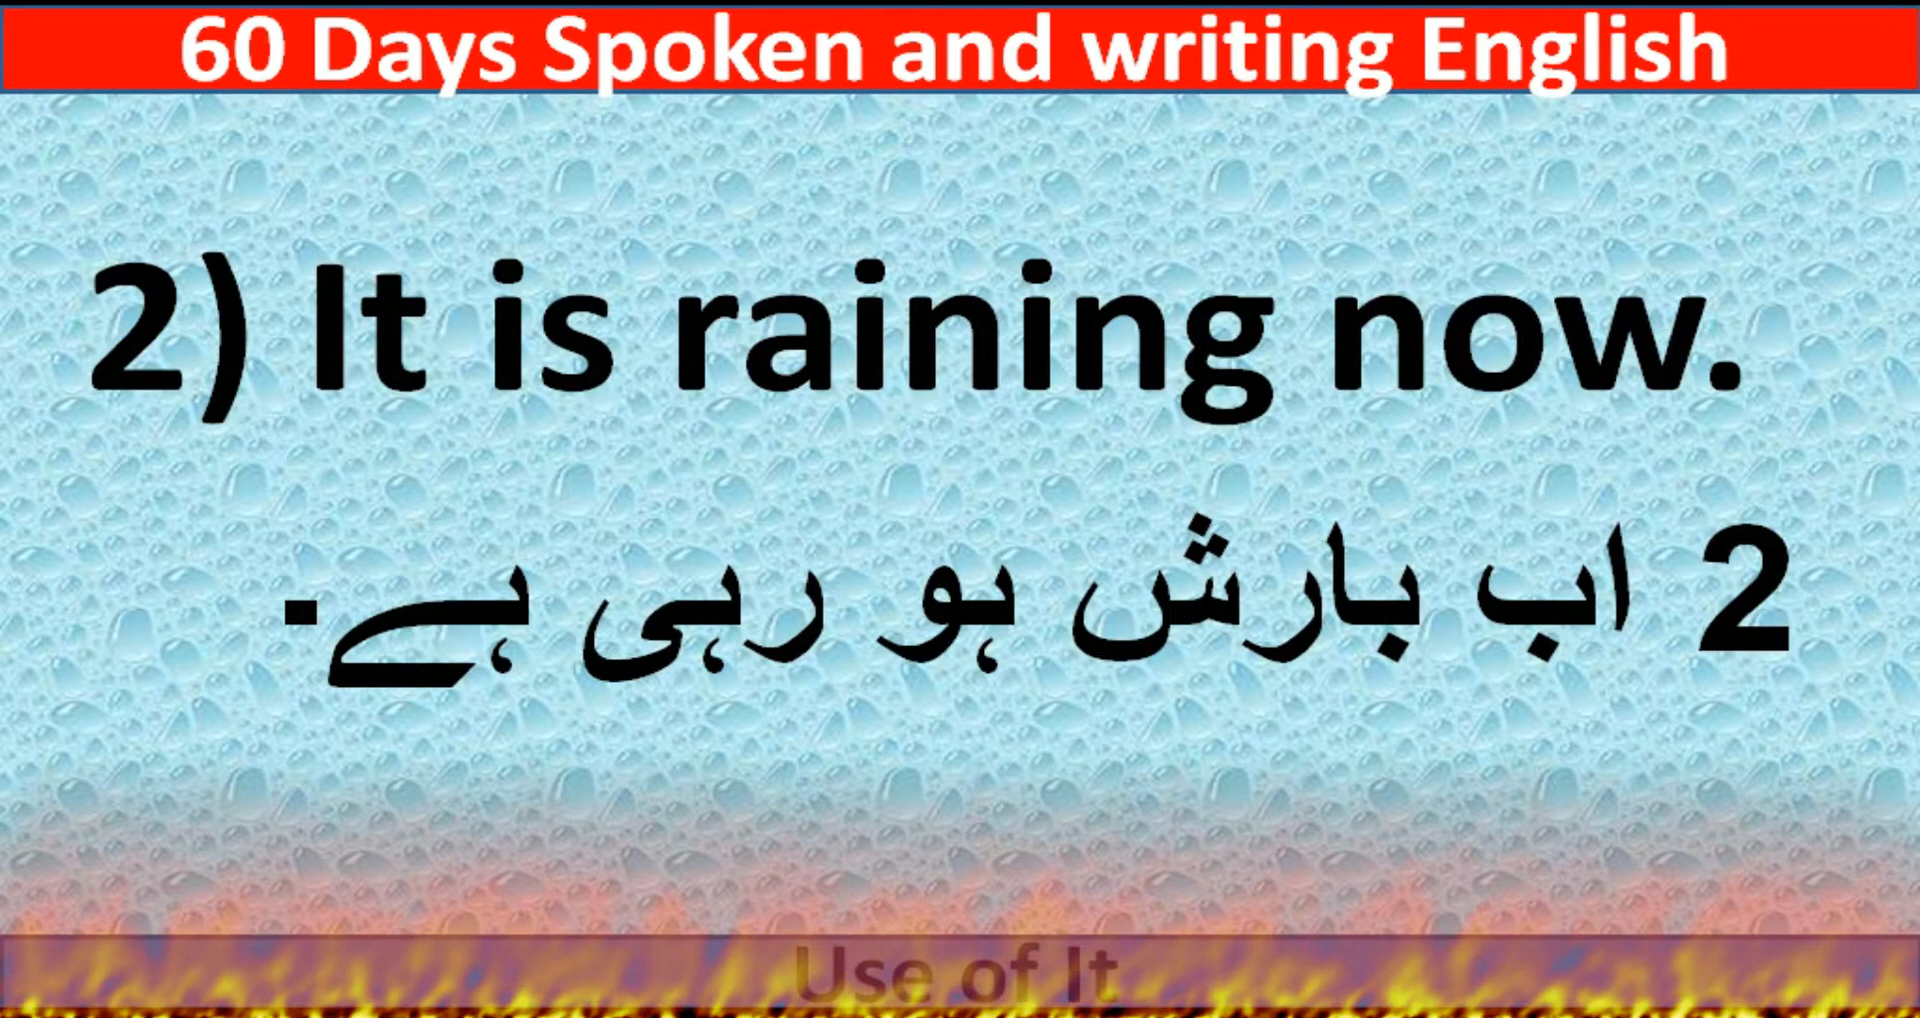 60 Days Spoken and writing English
2) It is raining now.
2 اب بارش ہو رہی ہے۔
Use of It